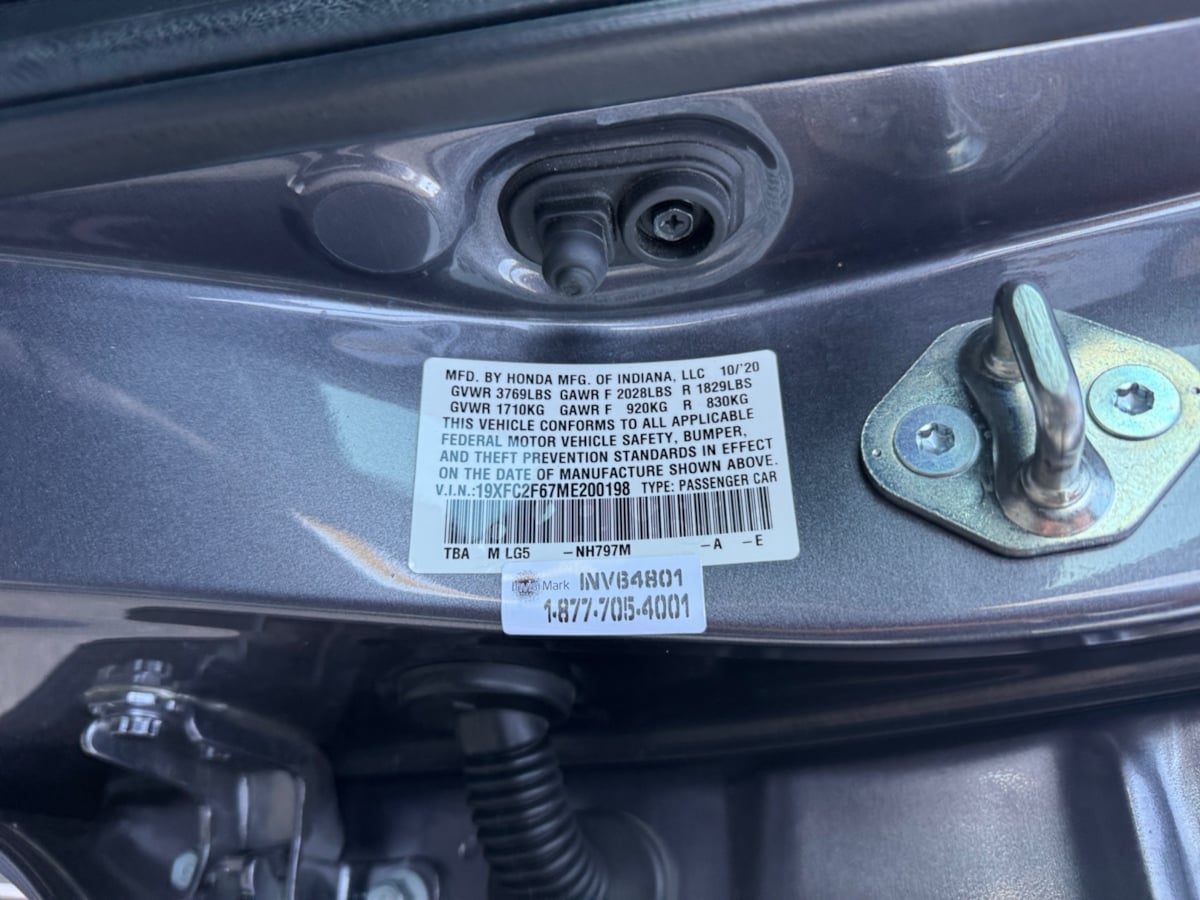 MFD. BY HONDA MFG. OF INDIANA, LLC 10/'20
GVWR 3769LBS GAWR F 2028LBS R 1829LBS
GVWR 1710KG GAWR F 920KG R 830KG
THIS VEHICLE CONFORMS TO ALL APPLICABLE
FEDERAL MOTOR VEHICLE SAFETY, BUMPER,
AND THEFT PREVENTION STANDARDS IN EFFECT
ON THE DATE OF MANUFACTURE SHOWN ABOVE.
V.I.N.:19XFC2F67ME200198 TYPE: PASSENGER CAR
TBA M LG5 -NH797M -A -E
Mark INV64801
1-877-705-4001